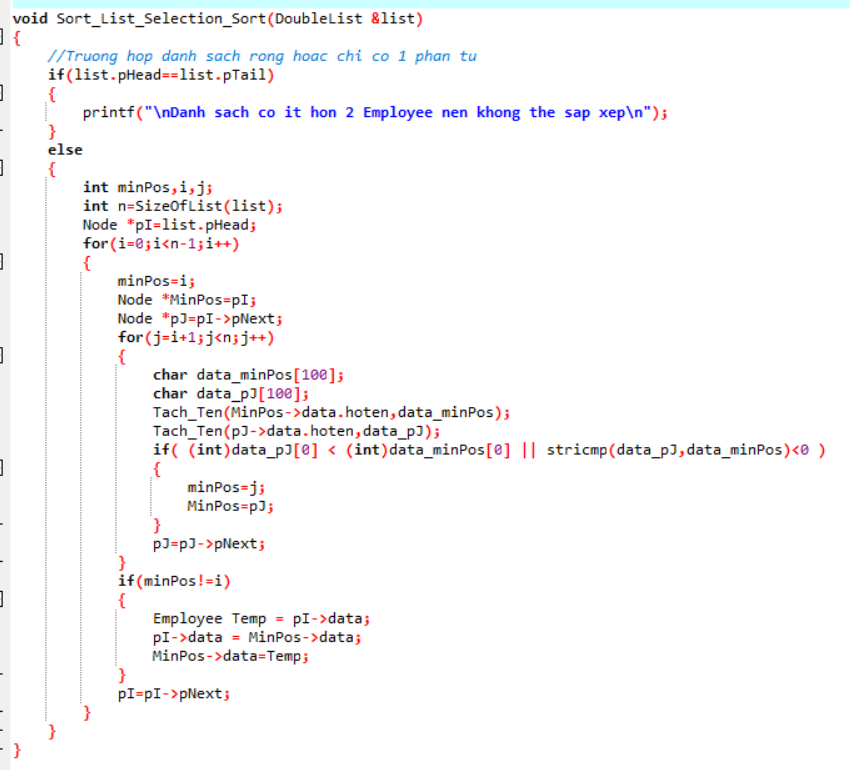 void Sort_List_Selection_Sort(DoubleList &list)
{
    //Truong hop danh sach rong hoac chi co 1 phan tu
    if(list.pHead==list.pTail)
    {
        printf("\nDanh sach co it hon 2 Employee nen khong the sap xep\n");
    }
    else
    {
        int minPos,i,j;
        int n=SizeOfList(list);
        Node *pI=list.pHead;
        for(i=0;i<n-1;i++)
        {
            minPos=i;
            Node *MinPos=pI;
            Node *pJ=pI->pNext;
            for(j=i+1;j<n;j++)
            {
                char data_minPos[100];
                char data_pJ[100];
                Tach_Ten(MinPos->data.hoten,data_minPos);
                Tach_Ten(pJ->data.hoten,data_pJ);
                if( (int)data_pJ[0] < (int)data_minPos[0] || stricmp(data_pJ,data_minPos)<0 )
                {
                    minPos=j;
                    MinPos=pJ;
                }
                pJ=pJ->pNext;
            }
            if(minPos!=i)
            {
                Employee Temp = pI->data;
                pI->data = MinPos->data;
                MinPos->data=Temp;
            }
            pI=pI->pNext;
        }
    }
}